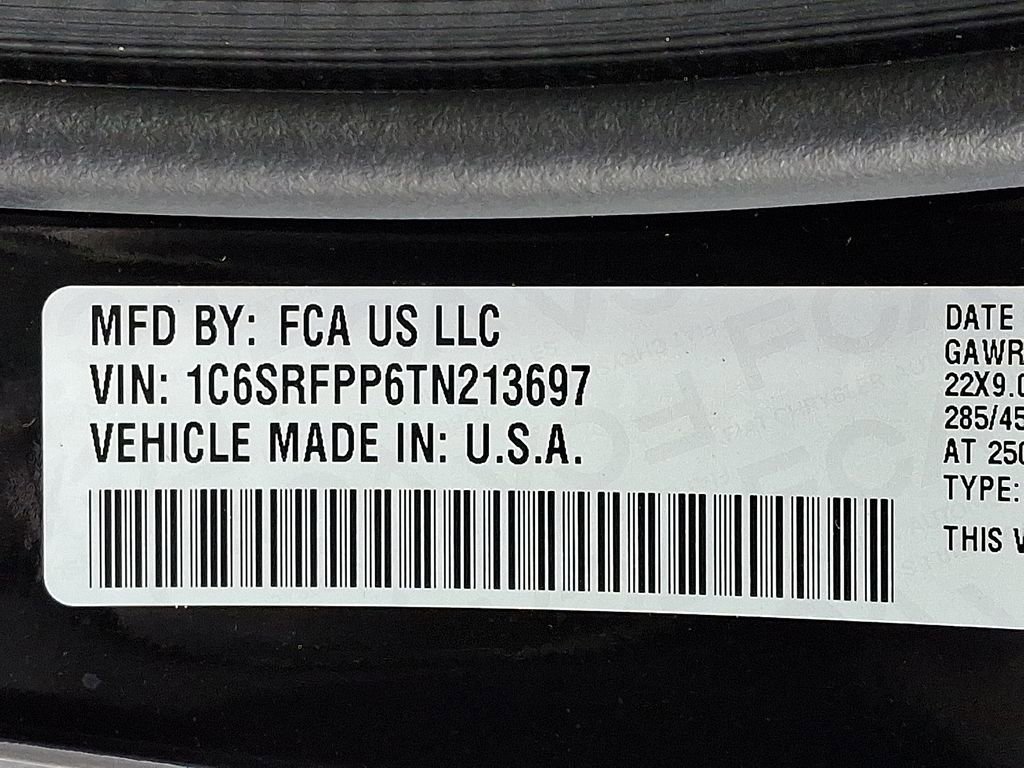 MFD BY: FCA US LLC
VIN: 1C6SRFPP6TN213697
VEHICLE MADE IN: U.S.A.
DATE
GAWR
22X9.0
285/45
AT 250
TYPE:
THIS V